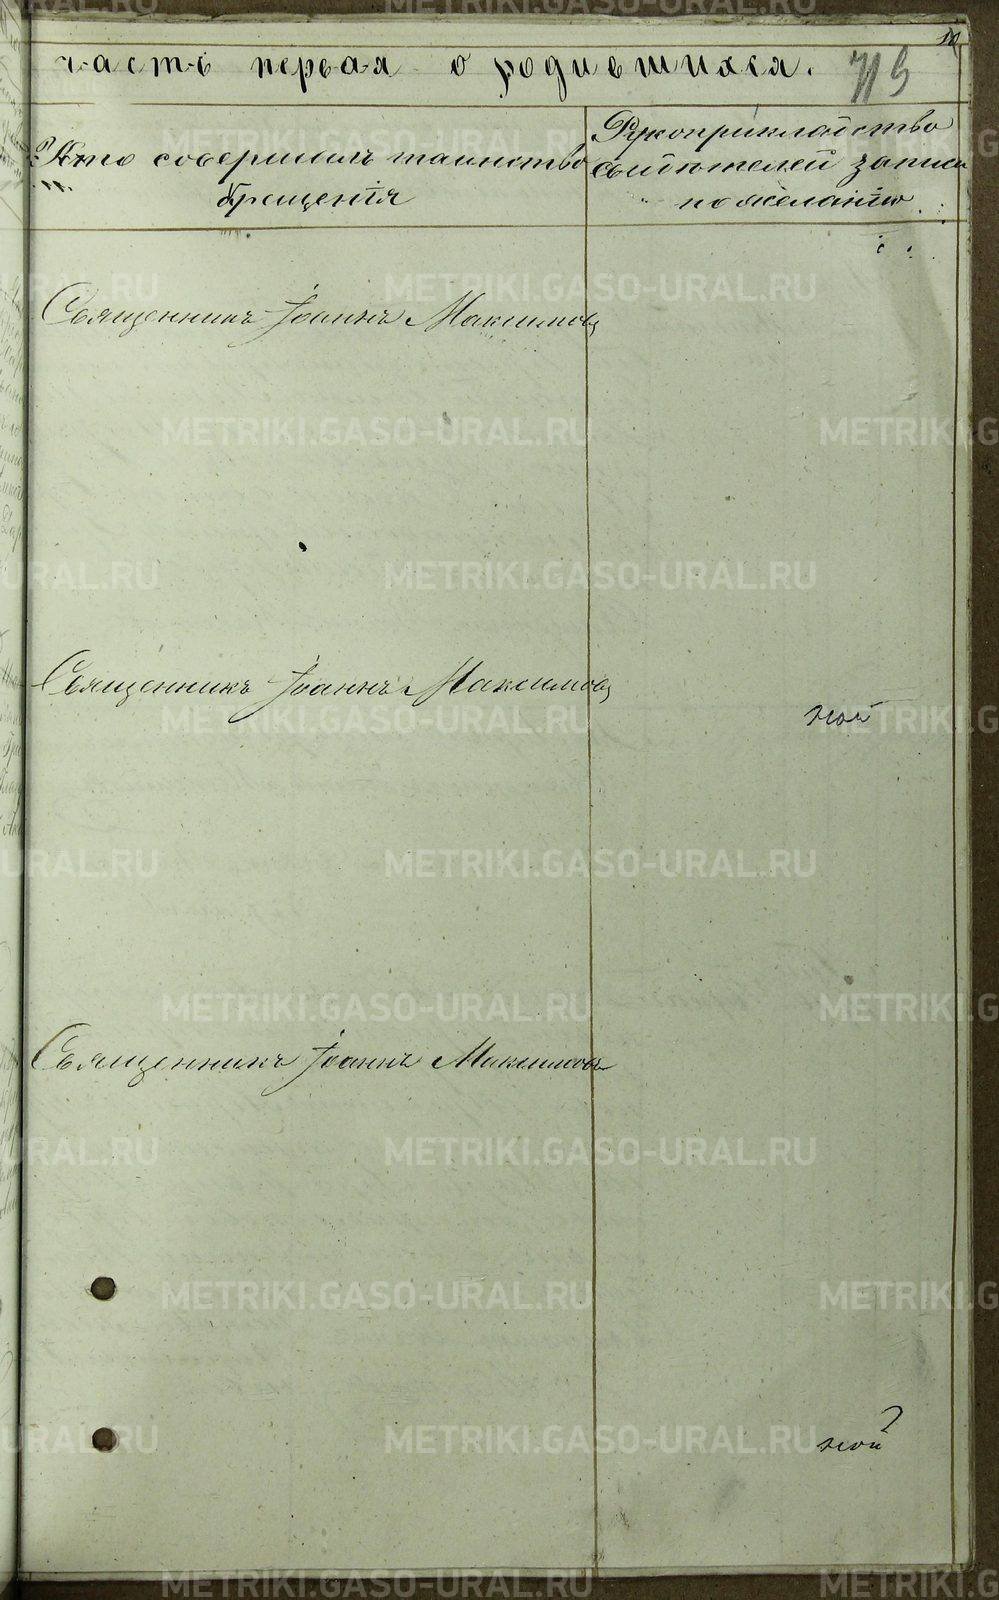 часть первая о родившихся.
Кто совершилъ таинство
крещенія
Рукоприкладство
свидѣтелей записи
по желанію
Священникъ Іоаннъ Максимовъ
Священникъ Іоаннъ Максимовъ
Священникъ Іоаннъ Максимовъ
METRIKI.GASO-URAL.RU